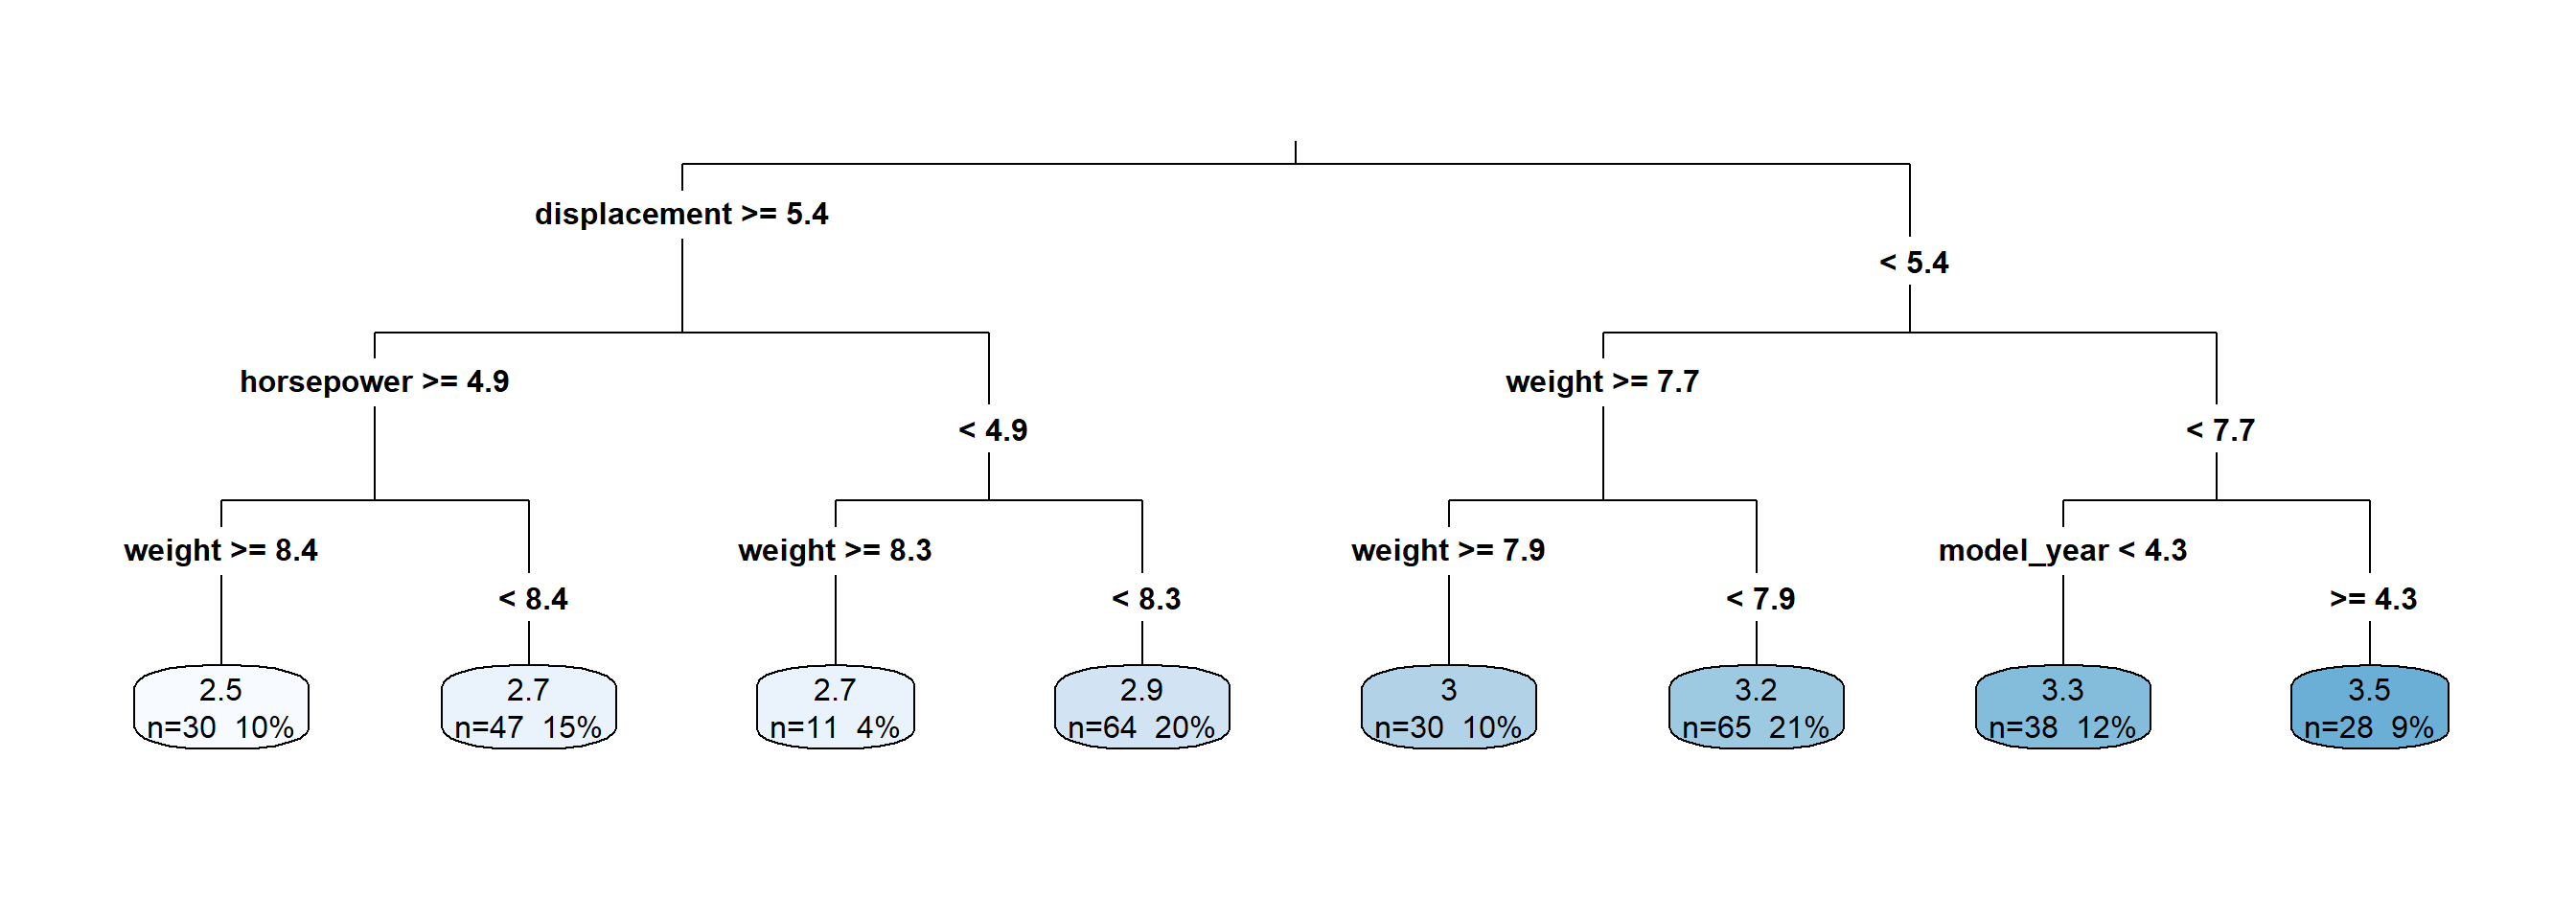 displacement >= 5.4
< 5.4
horsepower >= 4.9
weight >= 7.7
< 4.9
< 7.7
weight >= 8.4
weight >= 8.3
weight >= 7.9
model_year < 4.3
< 8.4
< 8.3
< 7.9
>= 4.3
2.5
n=30 10%
2.7
n=47 15%
2.7
n=11 4%
2.9
n=64 20%
3
n=30 10%
3.2
n=65 21%
3.3
n=38 12%
3.5
n=28 9%